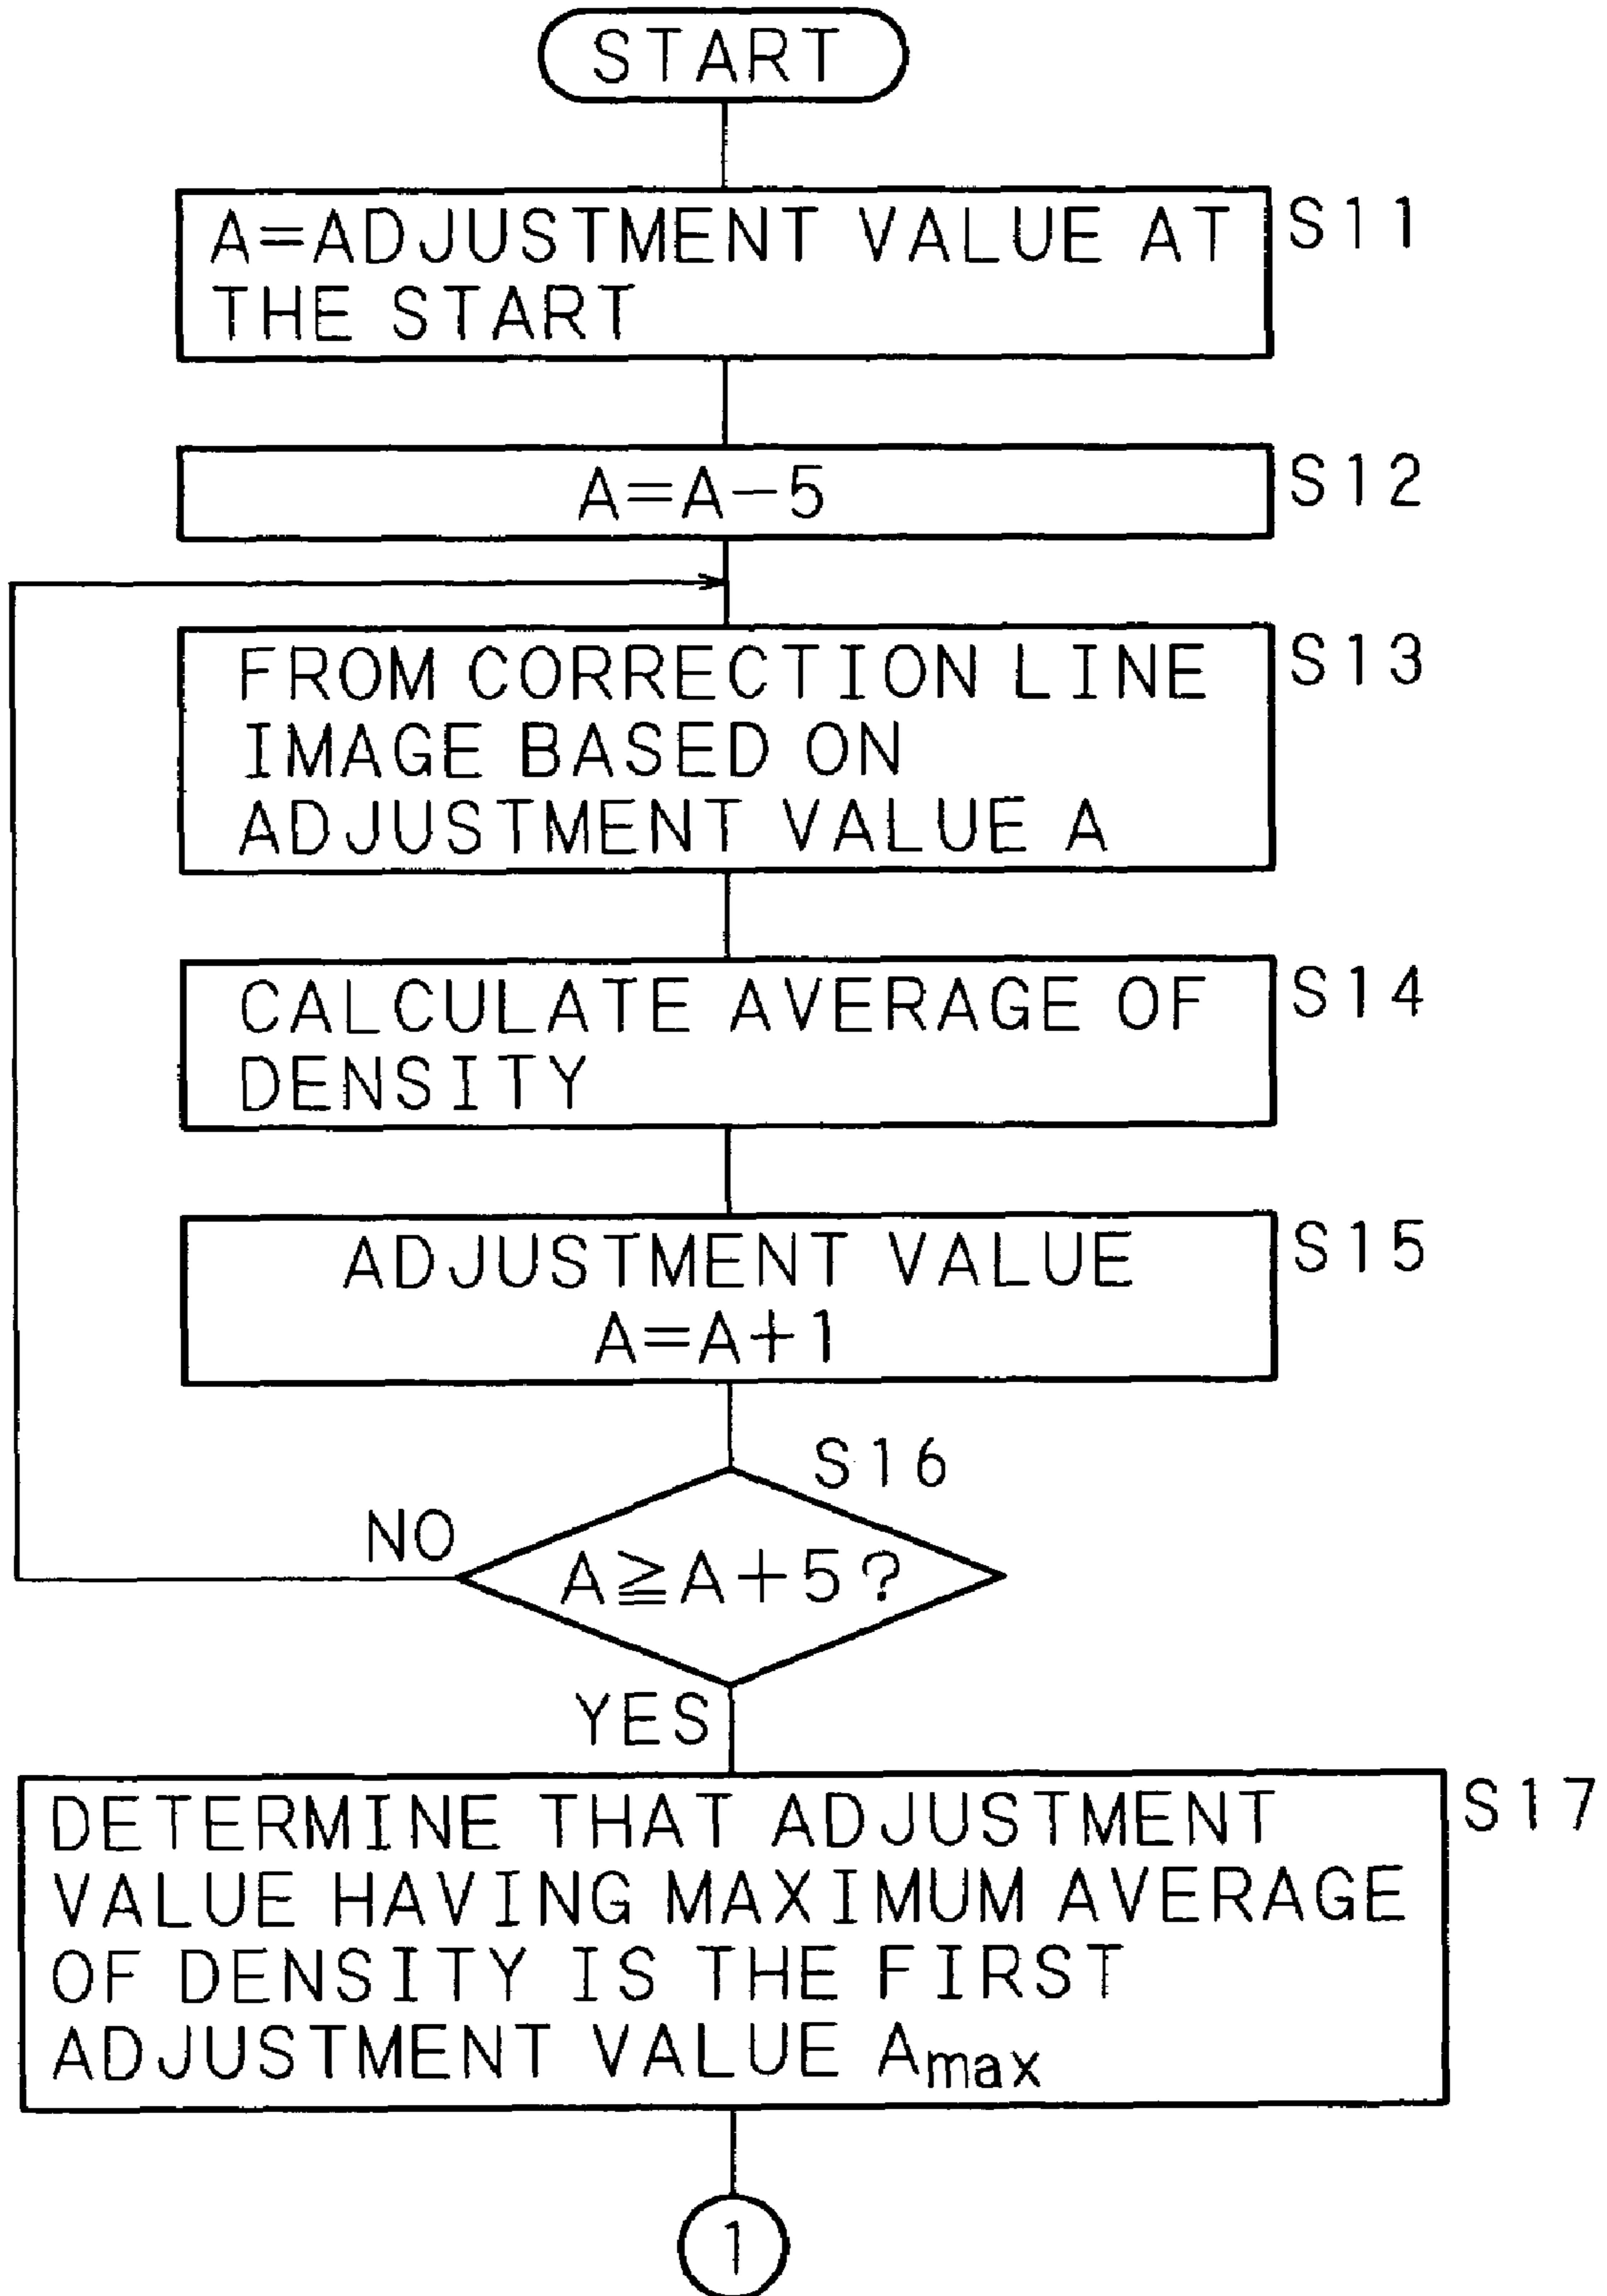 START
A=ADJUSTMENT VALUE AT
THE START
S11
A=A-5
S12
FROM CORRECTION LINE
IMAGE BASED ON
ADJUSTMENT VALUE A
S13
CALCULATE AVERAGE OF
DENSITY
S14
ADJUSTMENT VALUE
A=A+1
S15
S16
NO
A≧A+5?
YES
DETERMINE THAT ADJUSTMENT
VALUE HAVING MAXIMUM AVERAGE
OF DENSITY IS THE FIRST
ADJUSTMENT VALUE Amax
S17
1